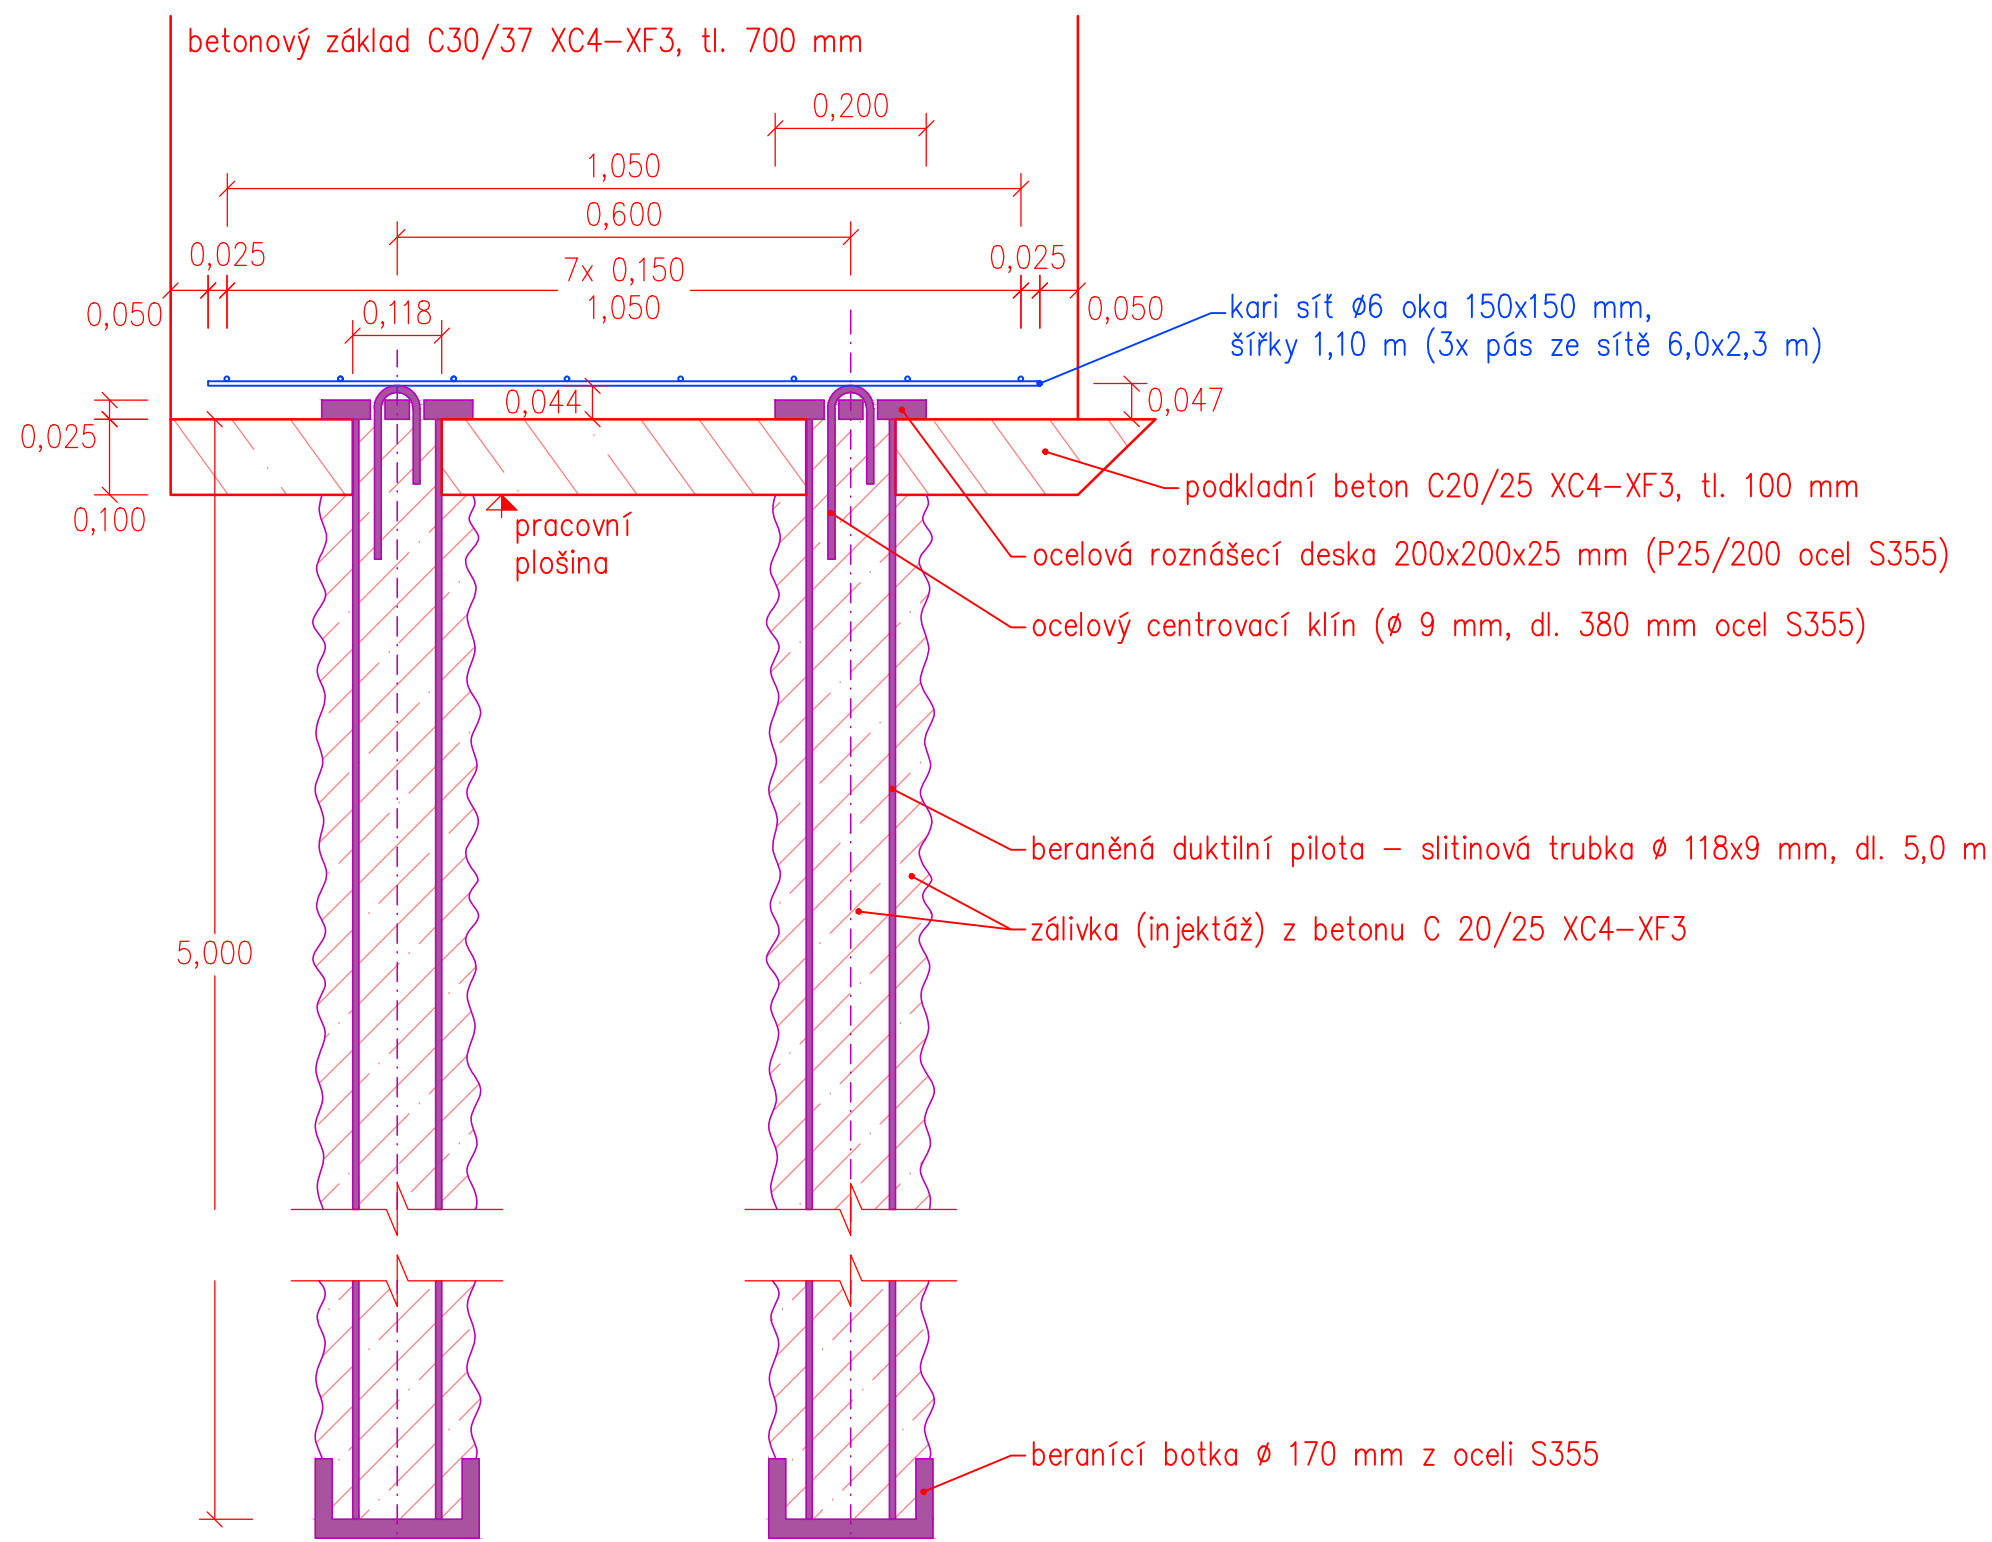 betonový základ C30/37 XC4-XF3, tl. 700 mm
0,200
1,050
0,600
0,025
7x 0,150
0,025
0,050
0,118
1,050
0,050
kari síť ø6 oka 150x150 mm,
šířky 1,10 m (3x pás ze sítě 6,0x2,3 m)
0,044
0,047
0,025
0,100
podkladní beton C20/25 XC4-XF3, tl. 100 mm
pracovní
plošina
ocelová roznášecí deska 200x200x25 mm (P25/200 ocel S355)
ocelový centrovací klín (ø 9 mm, dl. 380 mm ocel S355)
beraněná duktilní pilota - slitinová trubka ø 118x9 mm, dl. 5,0 m
zálivka (injektáž) z betonu C 20/25 XC4-XF3
5,000
beranící botka ø 170 mm z oceli S355